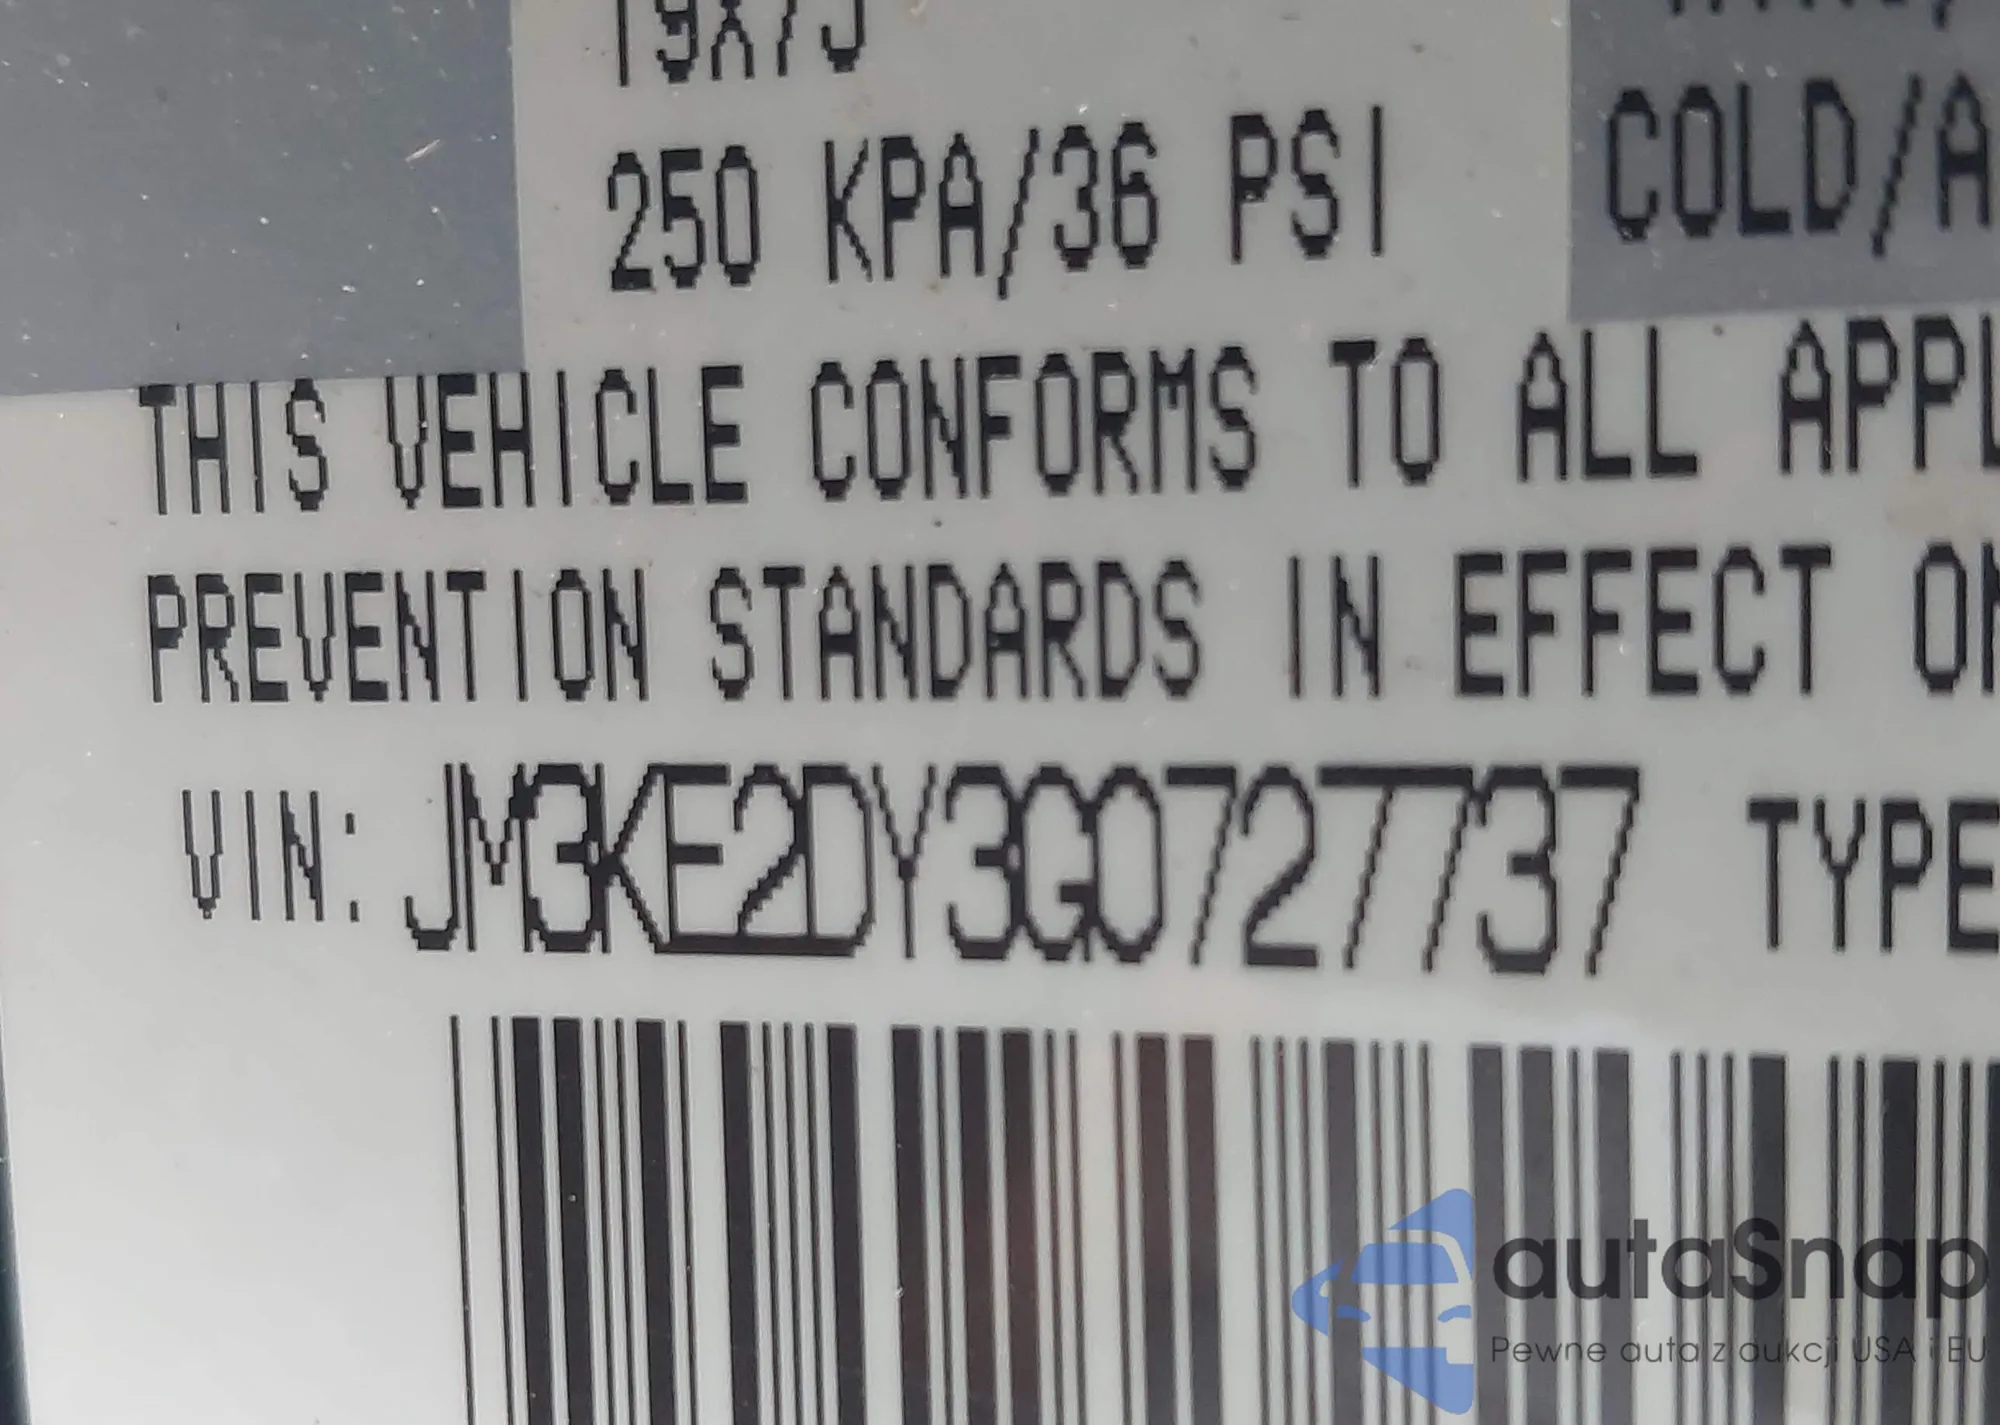 19X7J
250 KPA/36 PSI
COLD/A
THIS VEHICLE CONFORMS TO ALL APPL
PREVENTION STANDARDS IN EFFECT ON
VIN: JM3KE2DY3G0727737 TYPE
autaSnap
Pewne auta z aukcji USA i EU